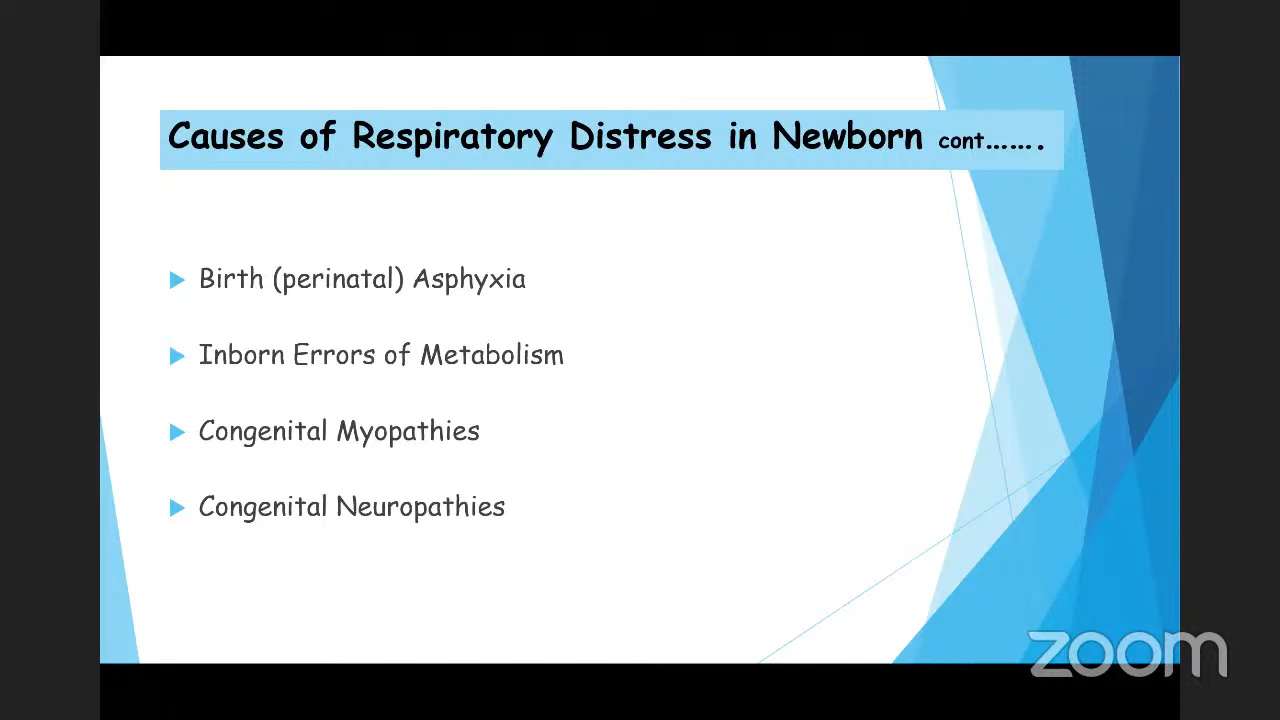 Causes of Respiratory Distress in Newborn cont…….
Birth (perinatal) Asphyxia
Inborn Errors of Metabolism
Congenital Myopathies
Congenital Neuropathies
zoom